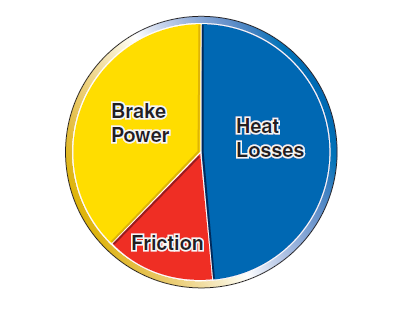 Brake
Power
Heat
Losses
Friction